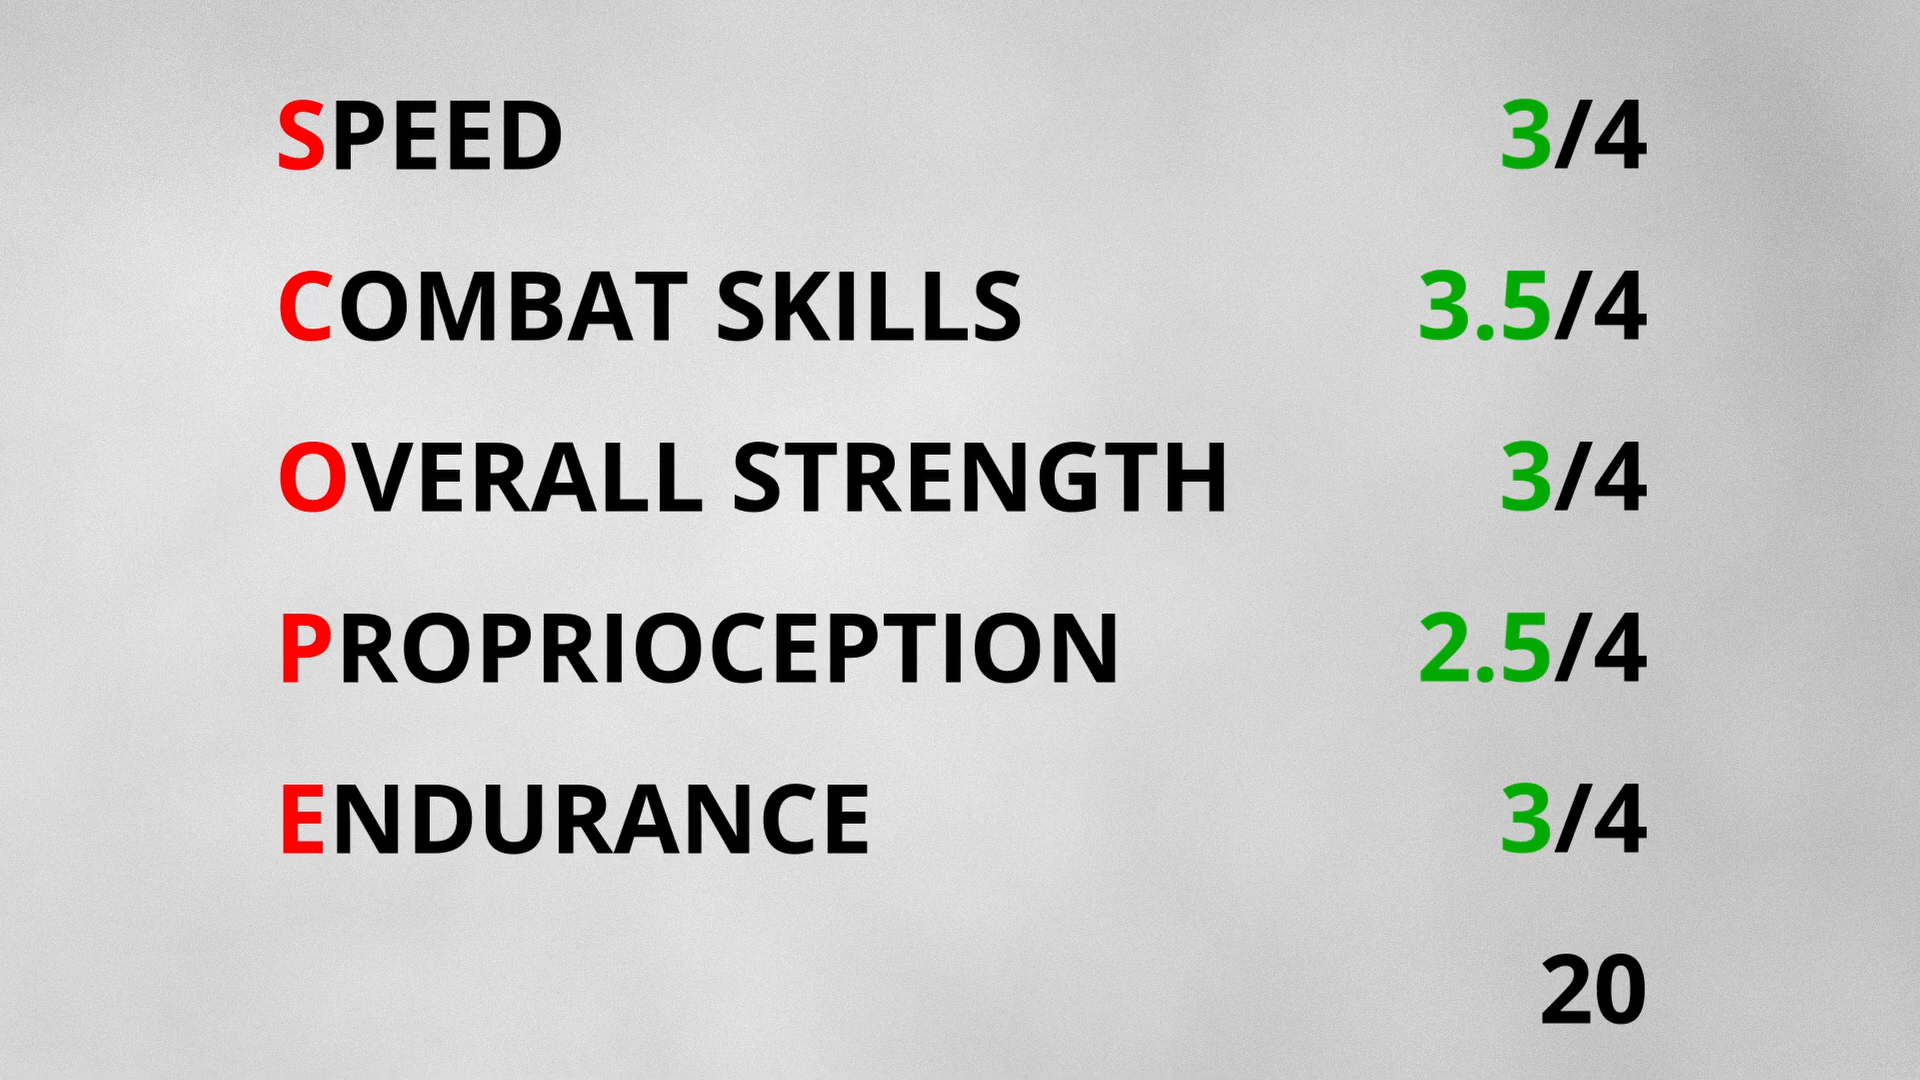 SPEED 3/4
COMBAT SKILLS 3.5/4
OVERALL STRENGTH 3/4
PROPRIOCEPTION 2.5/4
ENDURANCE 3/4
20